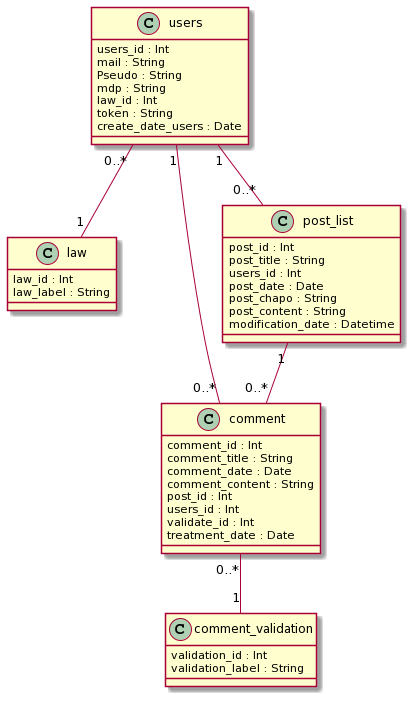 C users
users_id : Int
mail : String
Pseudo : String
mdp : String
law_id : Int
token : String
create_date_users : Date
0..*
1
1
0..*
1
C law
law_id : Int
law_label : String
C post_list
post_id : Int
post_title : String
users_id : Int
post_date : Date
post_chapo : String
post_content : String
modification_date : Datetime
1
0..*
0..*
C comment
comment_id : Int
comment_title : String
comment_date : Date
comment_content : String
post_id : Int
users_id : Int
validate_id : Int
treatment_date : Date
0..*
1
C comment_validation
validation_id : Int
validation_label : String